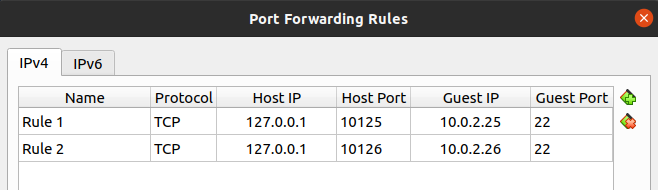 Port Forwarding Rules
IPv4 IPv6
Name Protocol Host IP Host Port Guest IP Guest Port
Rule 1 TCP 127.0.0.1 10125 10.0.2.25 22
Rule 2 TCP 127.0.0.1 10126 10.0.2.26 22